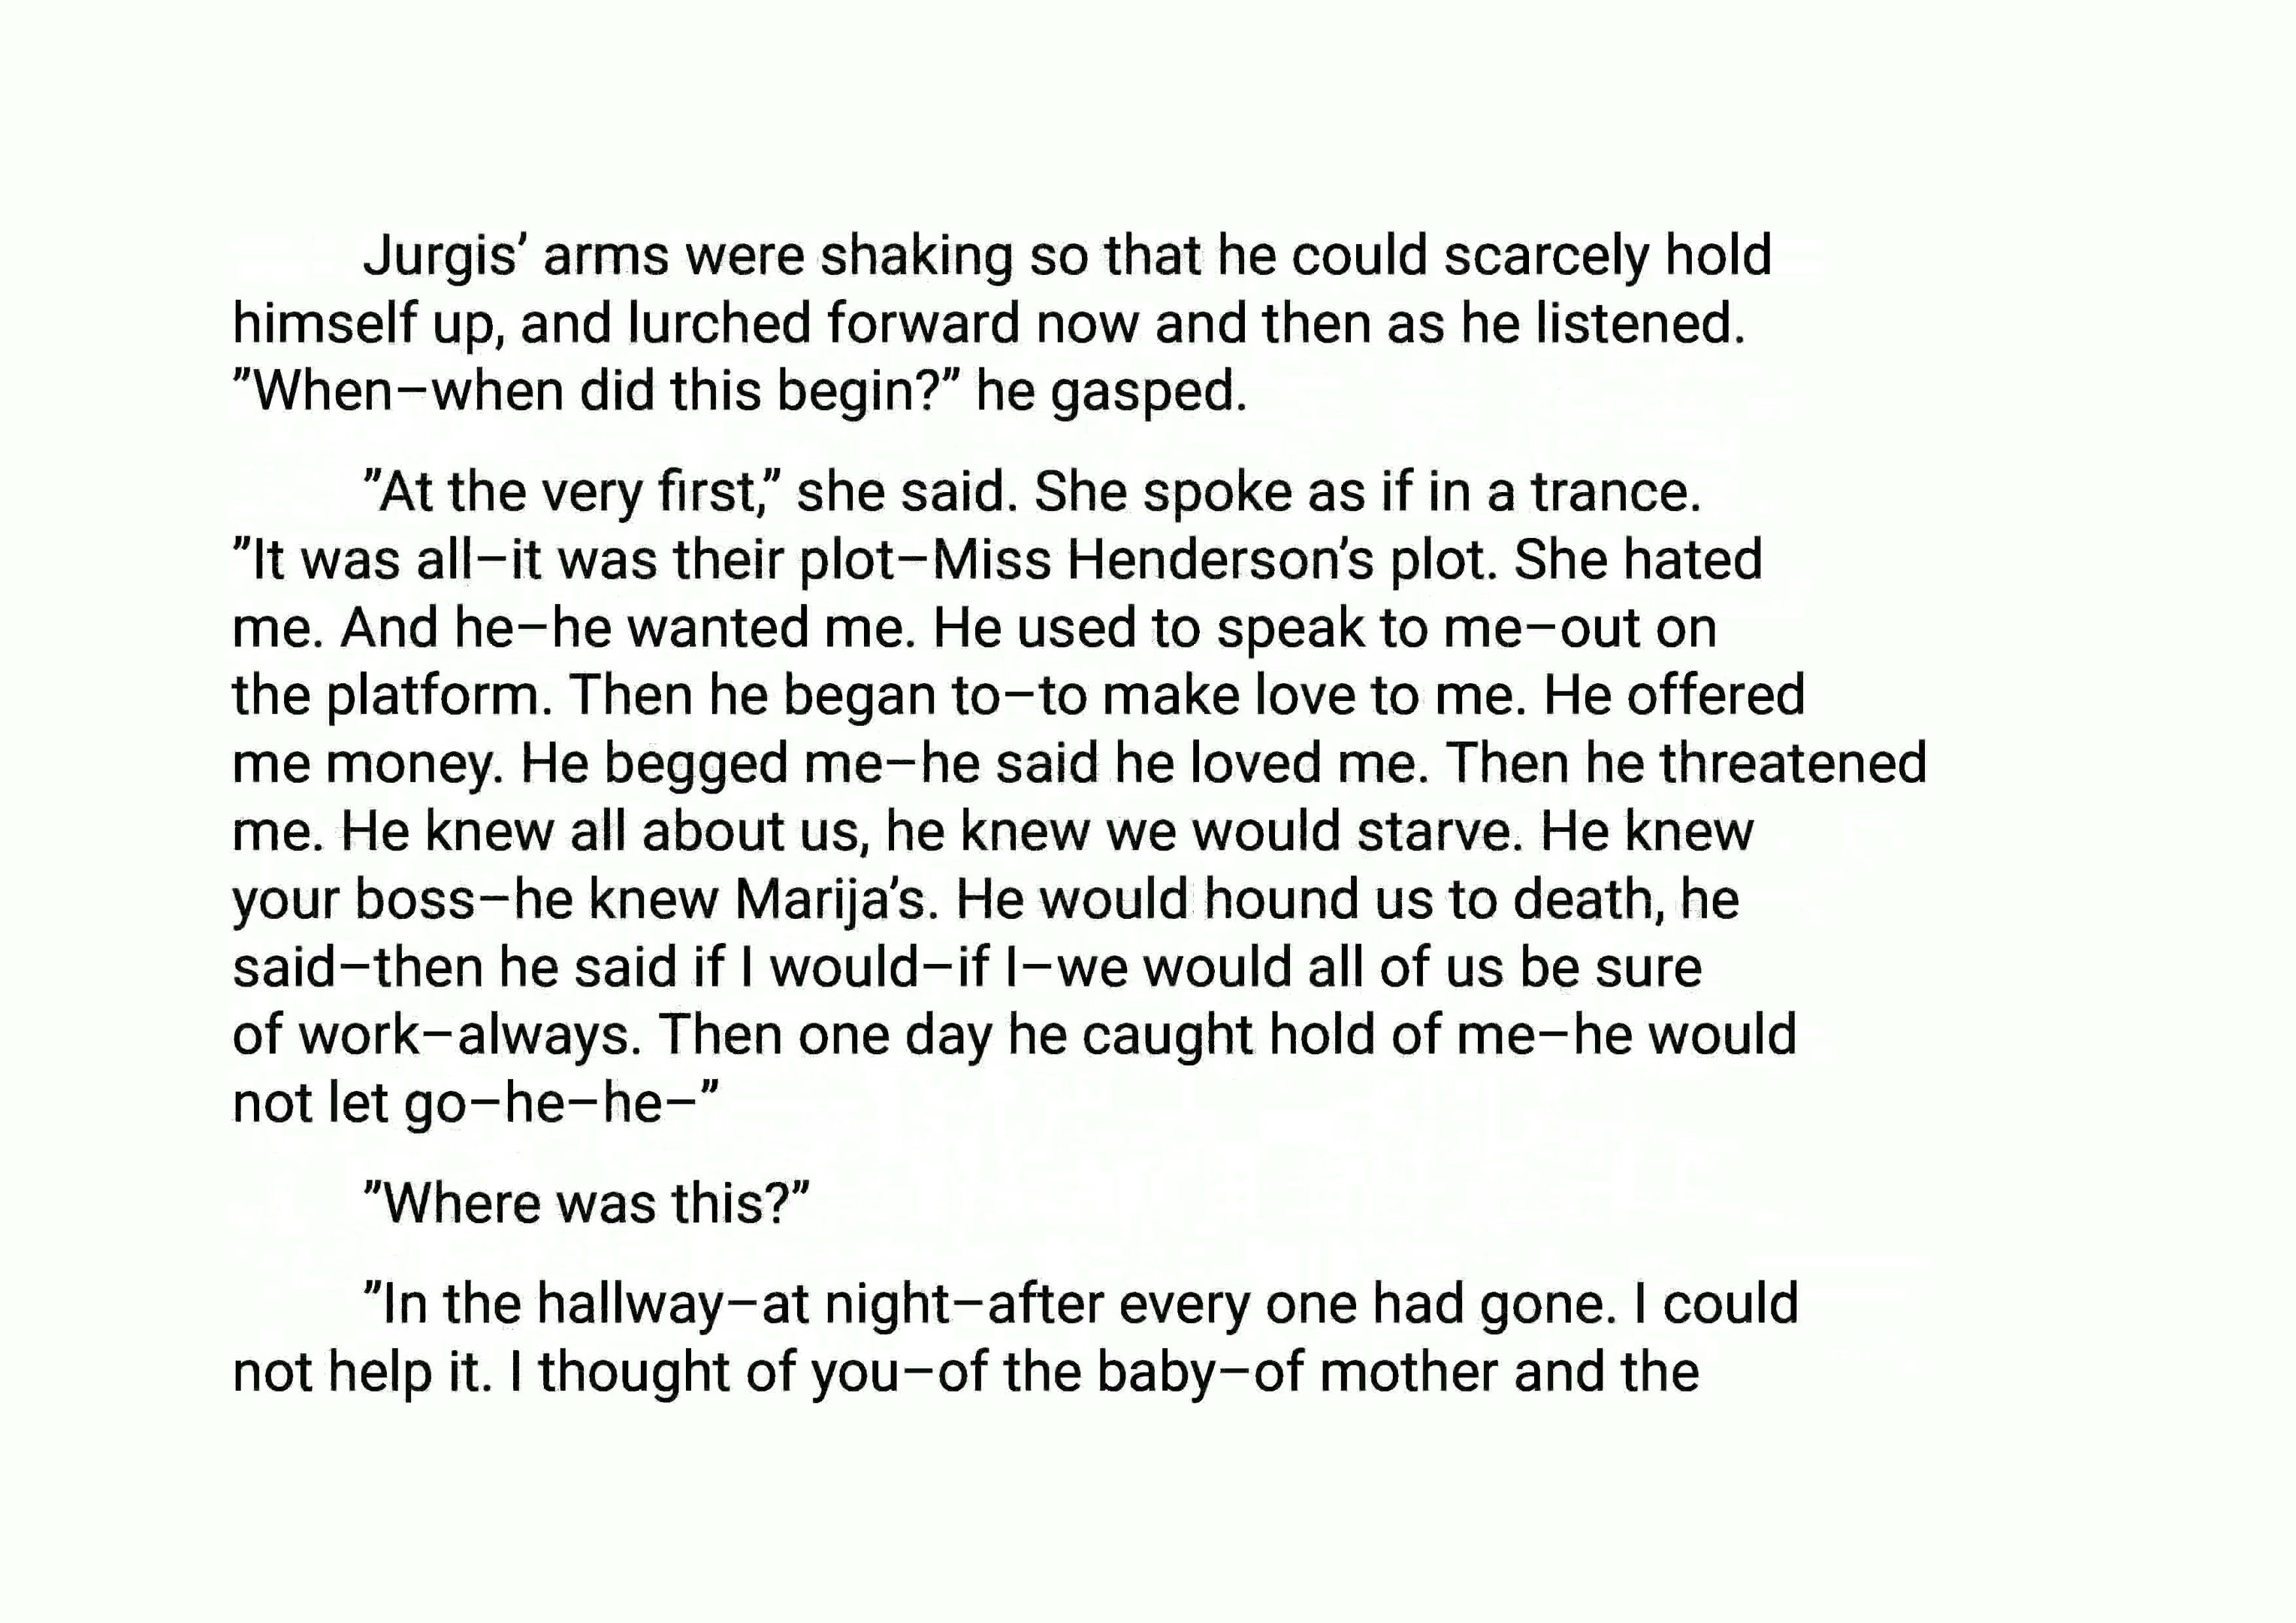 Jurgis’ arms were shaking so that he could scarcely hold
himself up, and lurched forward now and then as he listened.
”When–when did this begin?” he gasped.
”At the very first,” she said. She spoke as if in a trance.
”It was all–it was their plot–Miss Henderson’s plot. She hated
me. And he–he wanted me. He used to speak to me–out on
the platform. Then he began to–to make love to me. He offered
me money. He begged me–he said he loved me. Then he threatened
me. He knew all about us, he knew we would starve. He knew
your boss–he knew Marija’s. He would hound us to death, he
said–then he said if I would–if I–we would all of us be sure
of work–always. Then one day he caught hold of me–he would
not let go–he–he–”
”Where was this?”
”In the hallway–at night–after every one had gone. I could
not help it. I thought of you–of the baby–of mother and the